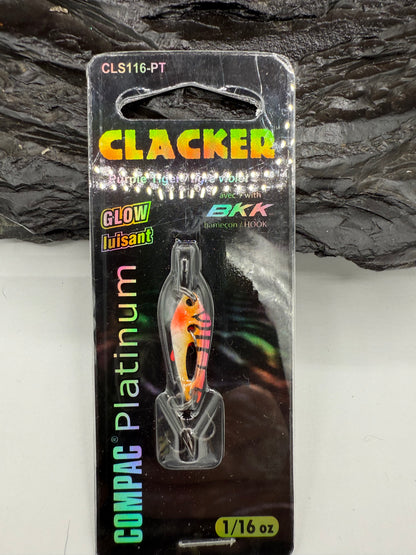 CLS116-PT
CLACKER
Purple Tiger / Tigre violet
avec / with
GLOW
luisant
BKK
hameçon / HOOK
COMPAC® Platinum
1/16 oz